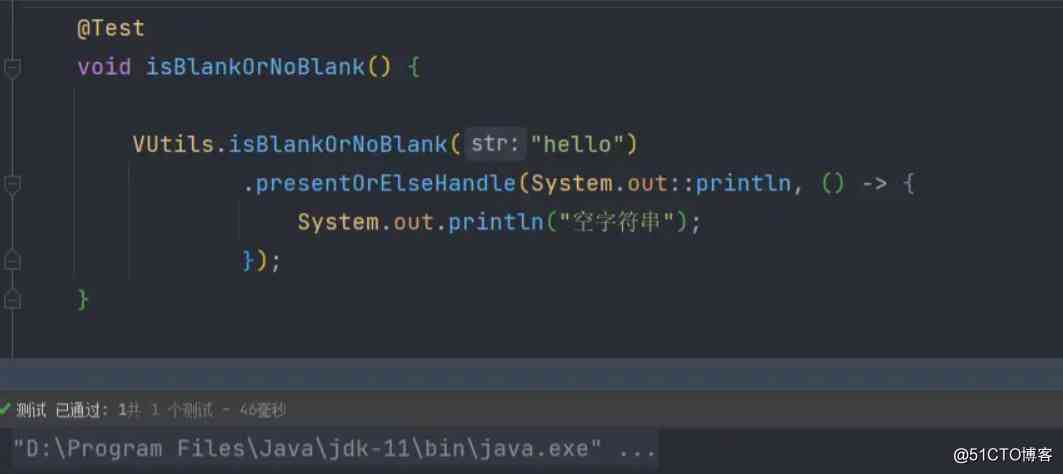 @Test
void isBlankOrNoBlank() {
VUtils.isBlankOrNoBlank( str: "hello")
.presentOrElseHandle(System.out::println, () -> {
System.out.println("空字符串");
});
}
测试 已通过: 1共 1 个测试 - 46毫秒
"D:\Program Files\Java\jdk-11\bin\java.exe" ...
@51CTO博客